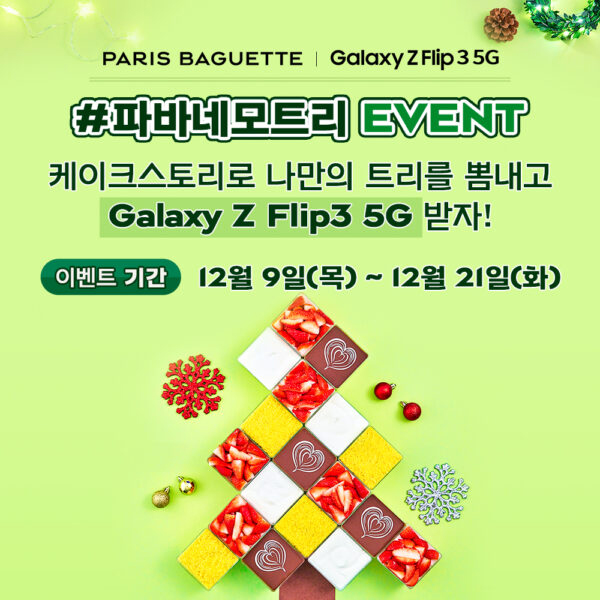 PARIS BAGUETTE | Galaxy Z Flip 3 5G
#파바네모트리 EVENT
케이크스토리로 나만의 트리를 뽐내고
Galaxy Z Flip3 5G 받자!
이벤트 기간 12월 9일(목) ~ 12월 21일(화)